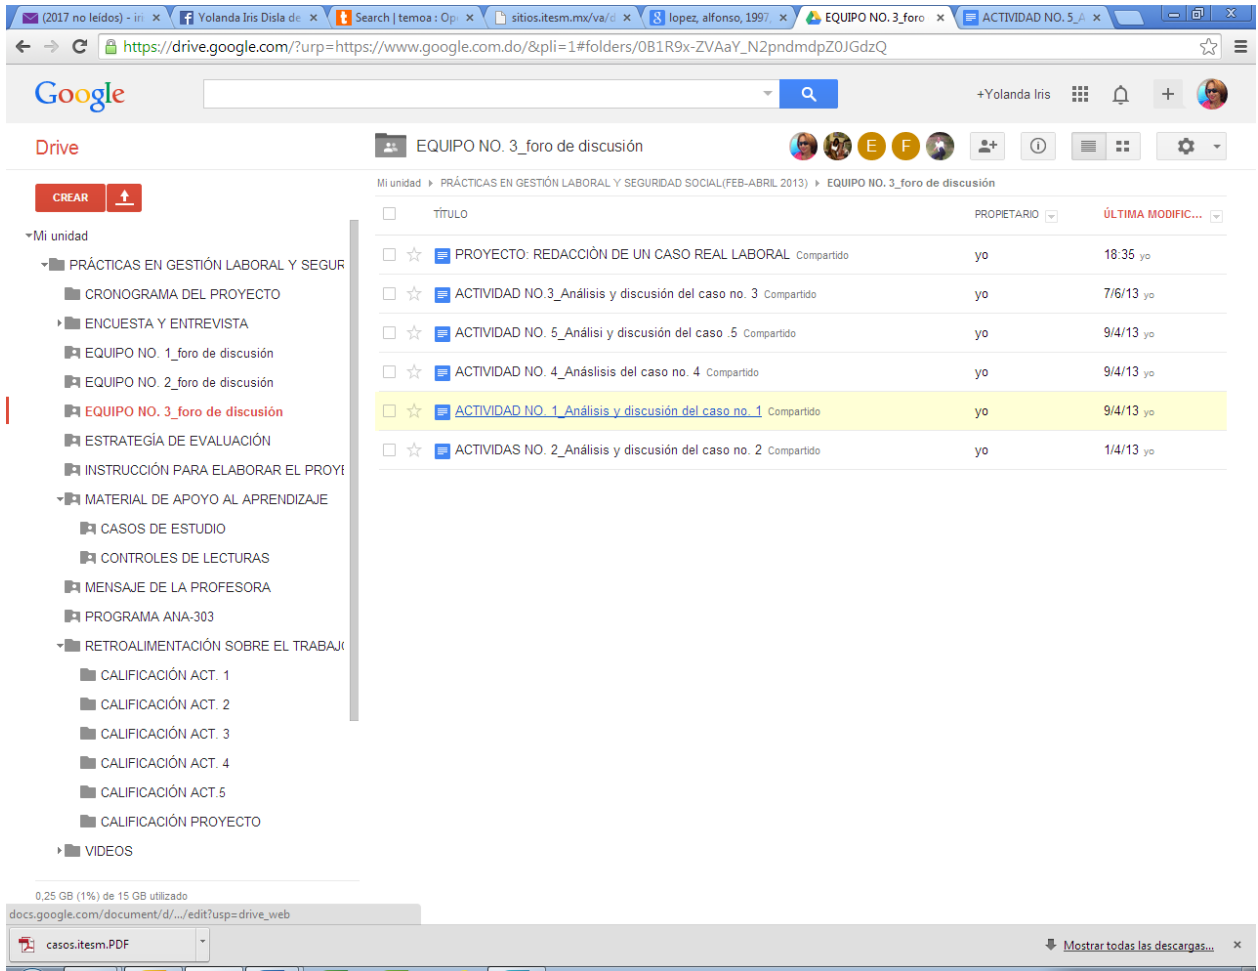 (2017 no leídos) - iri
Yolanda Iris Disla de
Search | temoa : Op
sitios.itesm.mx/va/d
lopez, alfonso, 1997,
EQUIPO NO. 3_foro
ACTIVIDAD NO. 5_A
https://drive.google.com/?urp=https://www.google.com.do/&pli=1#folders/0B1R9x-ZVAaY_N2pndmdpZ0JGdzQ
Google
+Yolanda Iris
Drive
EQUIPO NO. 3_foro de discusión
E
F
CREAR
Mi unidad
PRÁCTICAS EN GESTIÓN LABORAL Y SEGUR
CRONOGRAMA DEL PROYECTO
ENCUESTA Y ENTREVISTA
EQUIPO NO. 1_foro de discusión
EQUIPO NO. 2_foro de discusión
EQUIPO NO. 3_foro de discusión
ESTRATEGÍA DE EVALUACIÓN
INSTRUCCIÓN PARA ELABORAR EL PROYE
MATERIAL DE APOYO AL APRENDIZAJE
CASOS DE ESTUDIO
CONTROLES DE LECTURAS
MENSAJE DE LA PROFESORA
PROGRAMA ANA-303
RETROALIMENTACIÓN SOBRE EL TRABAJ
CALIFICACIÓN ACT. 1
CALIFICACIÓN ACT. 2
CALIFICACIÓN ACT. 3
CALIFICACIÓN ACT. 4
CALIFICACIÓN ACT.5
CALIFICACIÓN PROYECTO
VIDEOS
0,25 GB (1%) de 15 GB utilizado
Mi unidad PRÁCTICAS EN GESTIÓN LABORAL Y SEGURIDAD SOCIAL(FEB-ABRIL 2013) EQUIPO NO. 3_foro de discusión
TÍTULO PROPIETARIO ÚLTIMA MODIFIC...
PROYECTO: REDACCIÒN DE UN CASO REAL LABORAL Compartido yo 18:35 yo
ACTIVIDAD NO.3_Análisis y discusión del caso no. 3 Compartido yo 7/6/13 yo
ACTIVIDAD NO. 5_Análisi y discusión del caso .5 Compartido yo 9/4/13 yo
ACTIVIDAD NO. 4_Anáslisis del caso no. 4 Compartido yo 9/4/13 yo
ACTIVIDAD NO. 1_Análisis y discusión del caso no. 1 Compartido yo 9/4/13 yo
ACTIVIDAS NO. 2_Análisis y discusión del caso no. 2 Compartido yo 1/4/13 yo
docs.google.com/document/d/.../edit?usp=drive_web
casos.itesm.PDF
Mostrar todas las descargas...